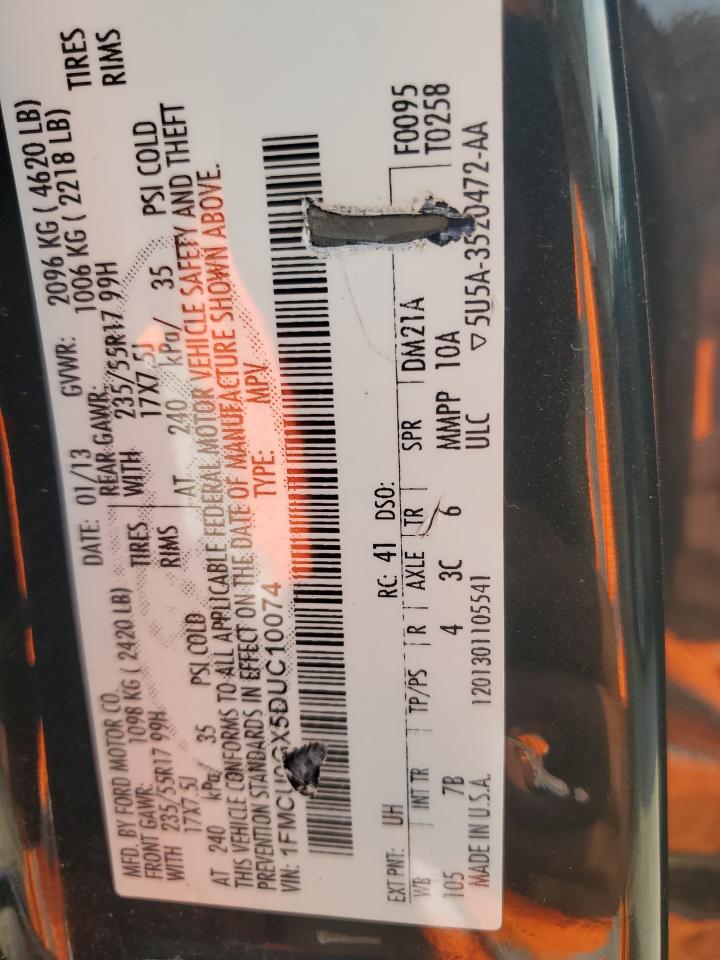 MFD. BY FORD MOTOR CO. DATE: 01/13 GVWR: 2096 KG ( 4620 LB)
FRONT GAWR: 1098 KG ( 2420 LB) REAR GAWR: 1006 KG ( 2218 LB)
WITH 235/55R17 99H TIRES WITH 235/55R17 99H TIRES
17X7.5J RIMS 17X7.5J RIMS
AT 240 kPa/ 35 PSI COLD AT 240 kPa/ 35 PSI COLD
THIS VEHICLE CONFORMS TO ALL APPLICABLE FEDERAL MOTOR VEHICLE SAFETY AND THEFT
PREVENTION STANDARDS IN EFFECT ON THE DATE OF MANUFACTURE SHOWN ABOVE.
VIN: 1FMCU0GX5DUC10074 TYPE: MPV
F0095
T0258
EXT PNT: UH RC: 41 DSO:
WB INT TR TP/PS R AXLE TR SPR DM21A
105 7B 4 3C 6 MMPP 10A
MADE IN U.S.A. 1201301105541 ULC ▽5U5A-3520472-AA